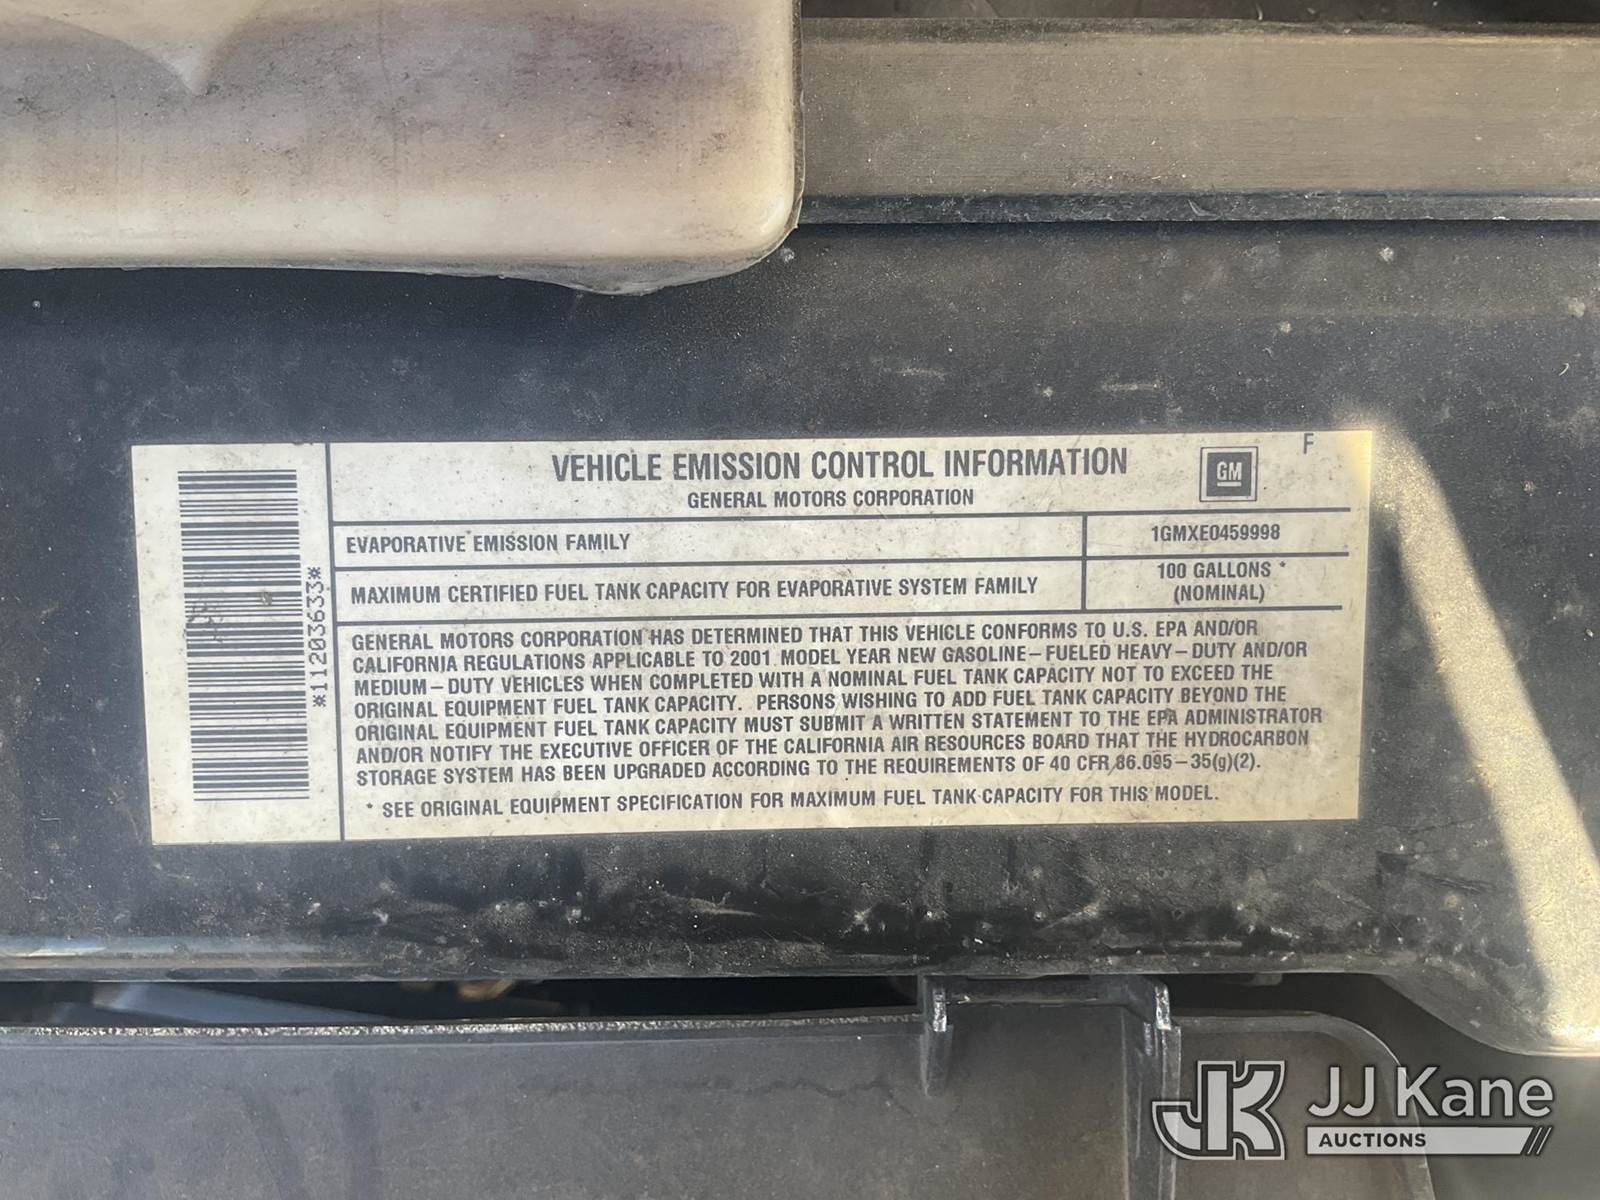 VEHICLE EMISSION CONTROL INFORMATION
GENERAL MOTORS CORPORATION
GM
F
EVAPORATIVE EMISSION FAMILY
1GMXE0459998
MAXIMUM CERTIFIED FUEL TANK CAPACITY FOR EVAPORATIVE SYSTEM FAMILY
100 GALLONS *
(NOMINAL)
*11203633*
GENERAL MOTORS CORPORATION HAS DETERMINED THAT THIS VEHICLE CONFORMS TO U.S. EPA AND/OR
CALIFORNIA REGULATIONS APPLICABLE TO 2001 MODEL YEAR NEW GASOLINE-FUELED HEAVY-DUTY AND/OR
MEDIUM-DUTY VEHICLES WHEN COMPLETED WITH A NOMINAL FUEL TANK CAPACITY NOT TO EXCEED THE
ORIGINAL EQUIPMENT FUEL TANK CAPACITY. PERSONS WISHING TO ADD FUEL TANK CAPACITY BEYOND THE
ORIGINAL EQUIPMENT FUEL TANK CAPACITY MUST SUBMIT A WRITTEN STATEMENT TO THE EPA ADMINISTRATOR
AND/OR NOTIFY THE EXECUTIVE OFFICER OF THE CALIFORNIA AIR RESOURCES BOARD THAT THE HYDROCARBON
STORAGE SYSTEM HAS BEEN UPGRADED ACCORDING TO THE REQUIREMENTS OF 40 CFR 86.095-35(g)(2).
* SEE ORIGINAL EQUIPMENT SPECIFICATION FOR MAXIMUM FUEL TANK CAPACITY FOR THIS MODEL.
JK JJ Kane
AUCTIONS